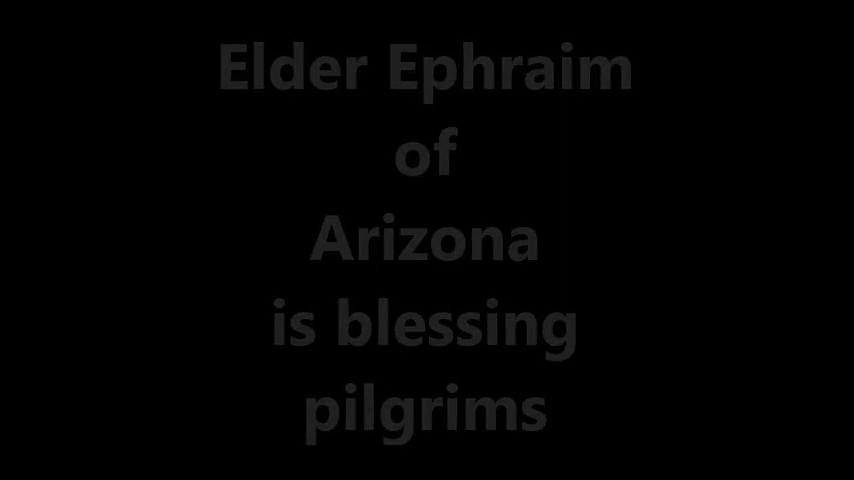 Elder Ephraim
of
Arizona
is blessing
pilgrims